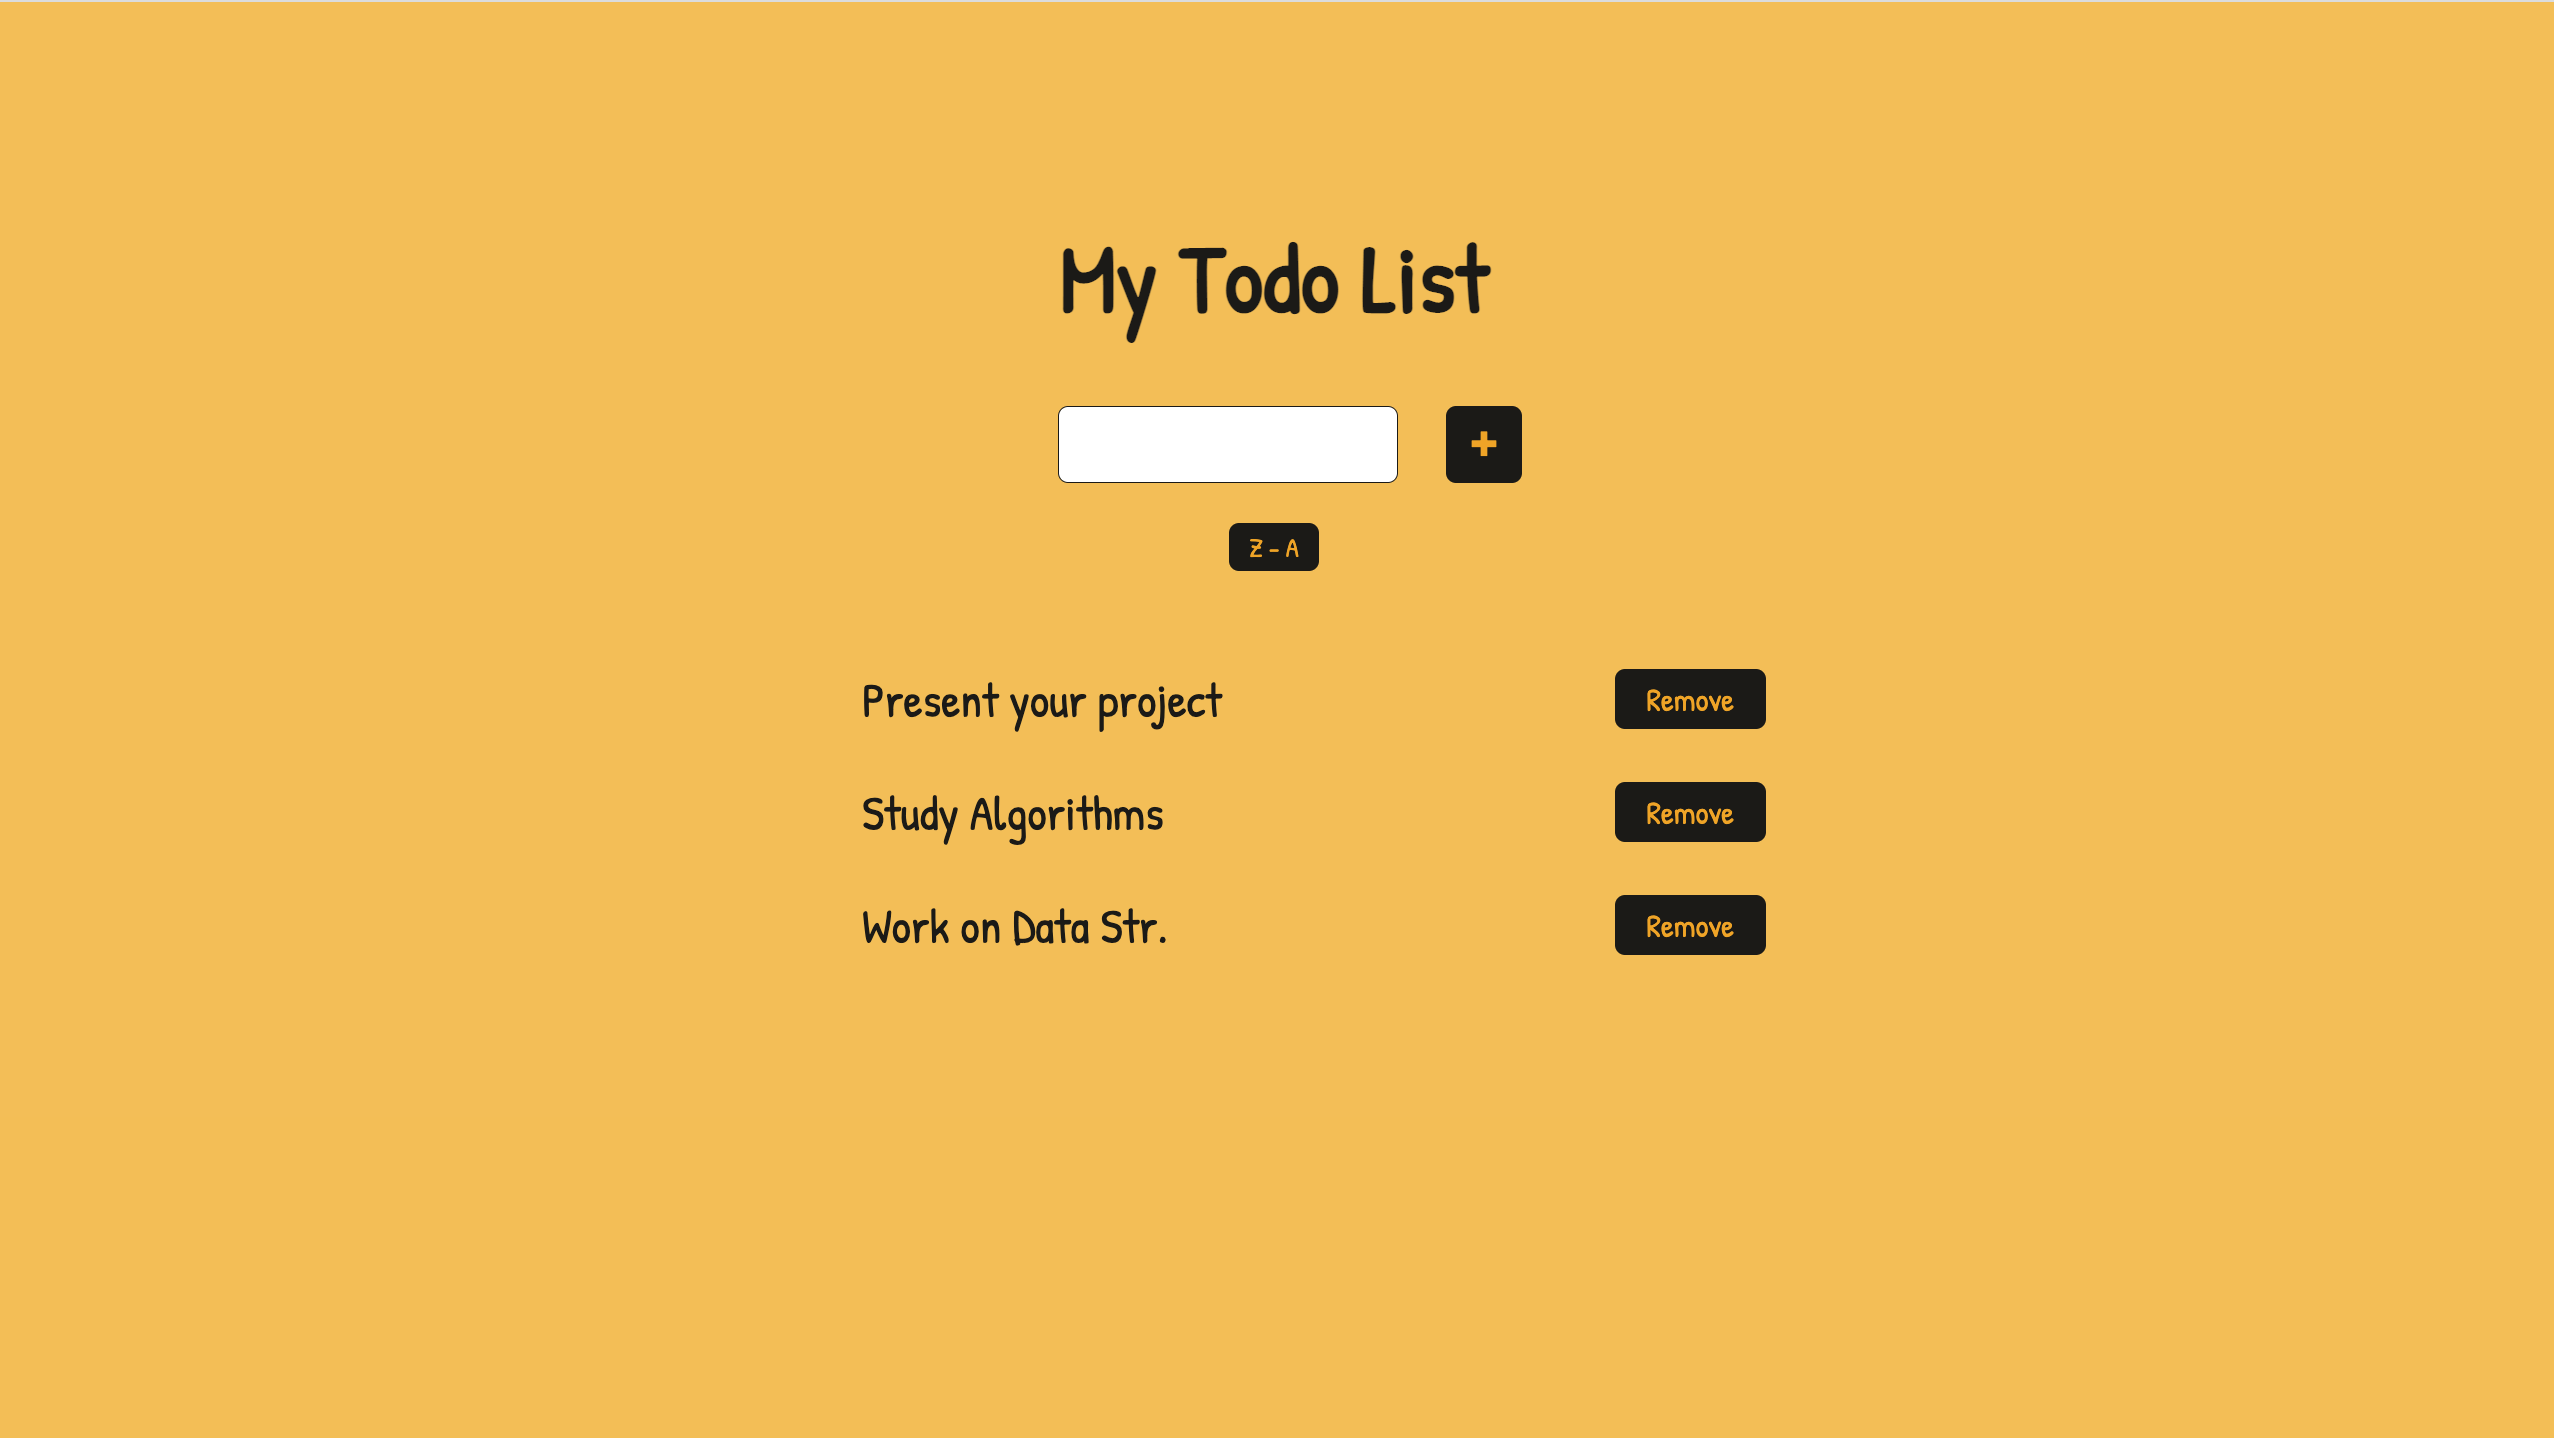 My Todo List
+
Z - A
Present your project
Remove
Study Algorithms
Remove
Work on Data Str.
Remove